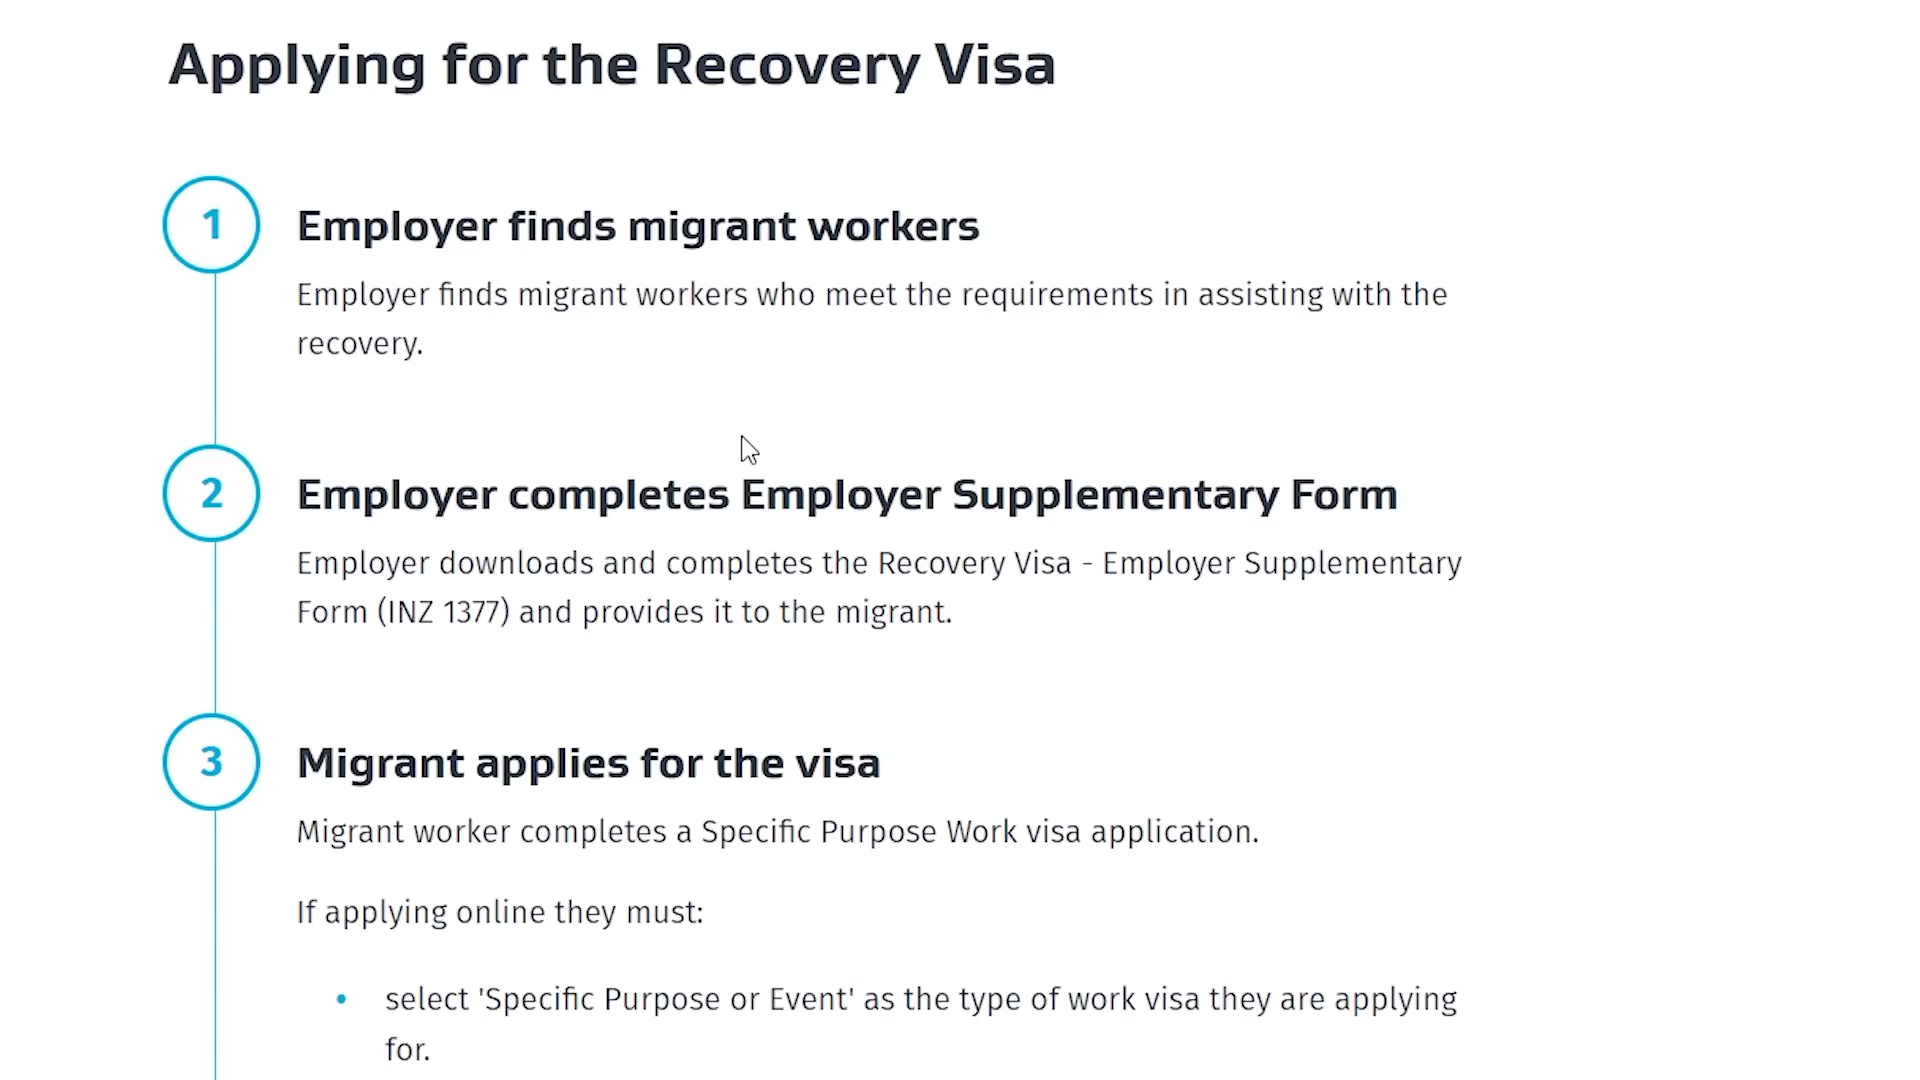 Applying for the Recovery Visa
1
Employer finds migrant workers
Employer finds migrant workers who meet the requirements in assisting with the
recovery.
2
Employer completes Employer Supplementary Form
Employer downloads and completes the Recovery Visa - Employer Supplementary
Form (INZ 1377) and provides it to the migrant.
3
Migrant applies for the visa
Migrant worker completes a Specific Purpose Work visa application.
If applying online they must:
• select 'Specific Purpose or Event' as the type of work visa they are applying
for.